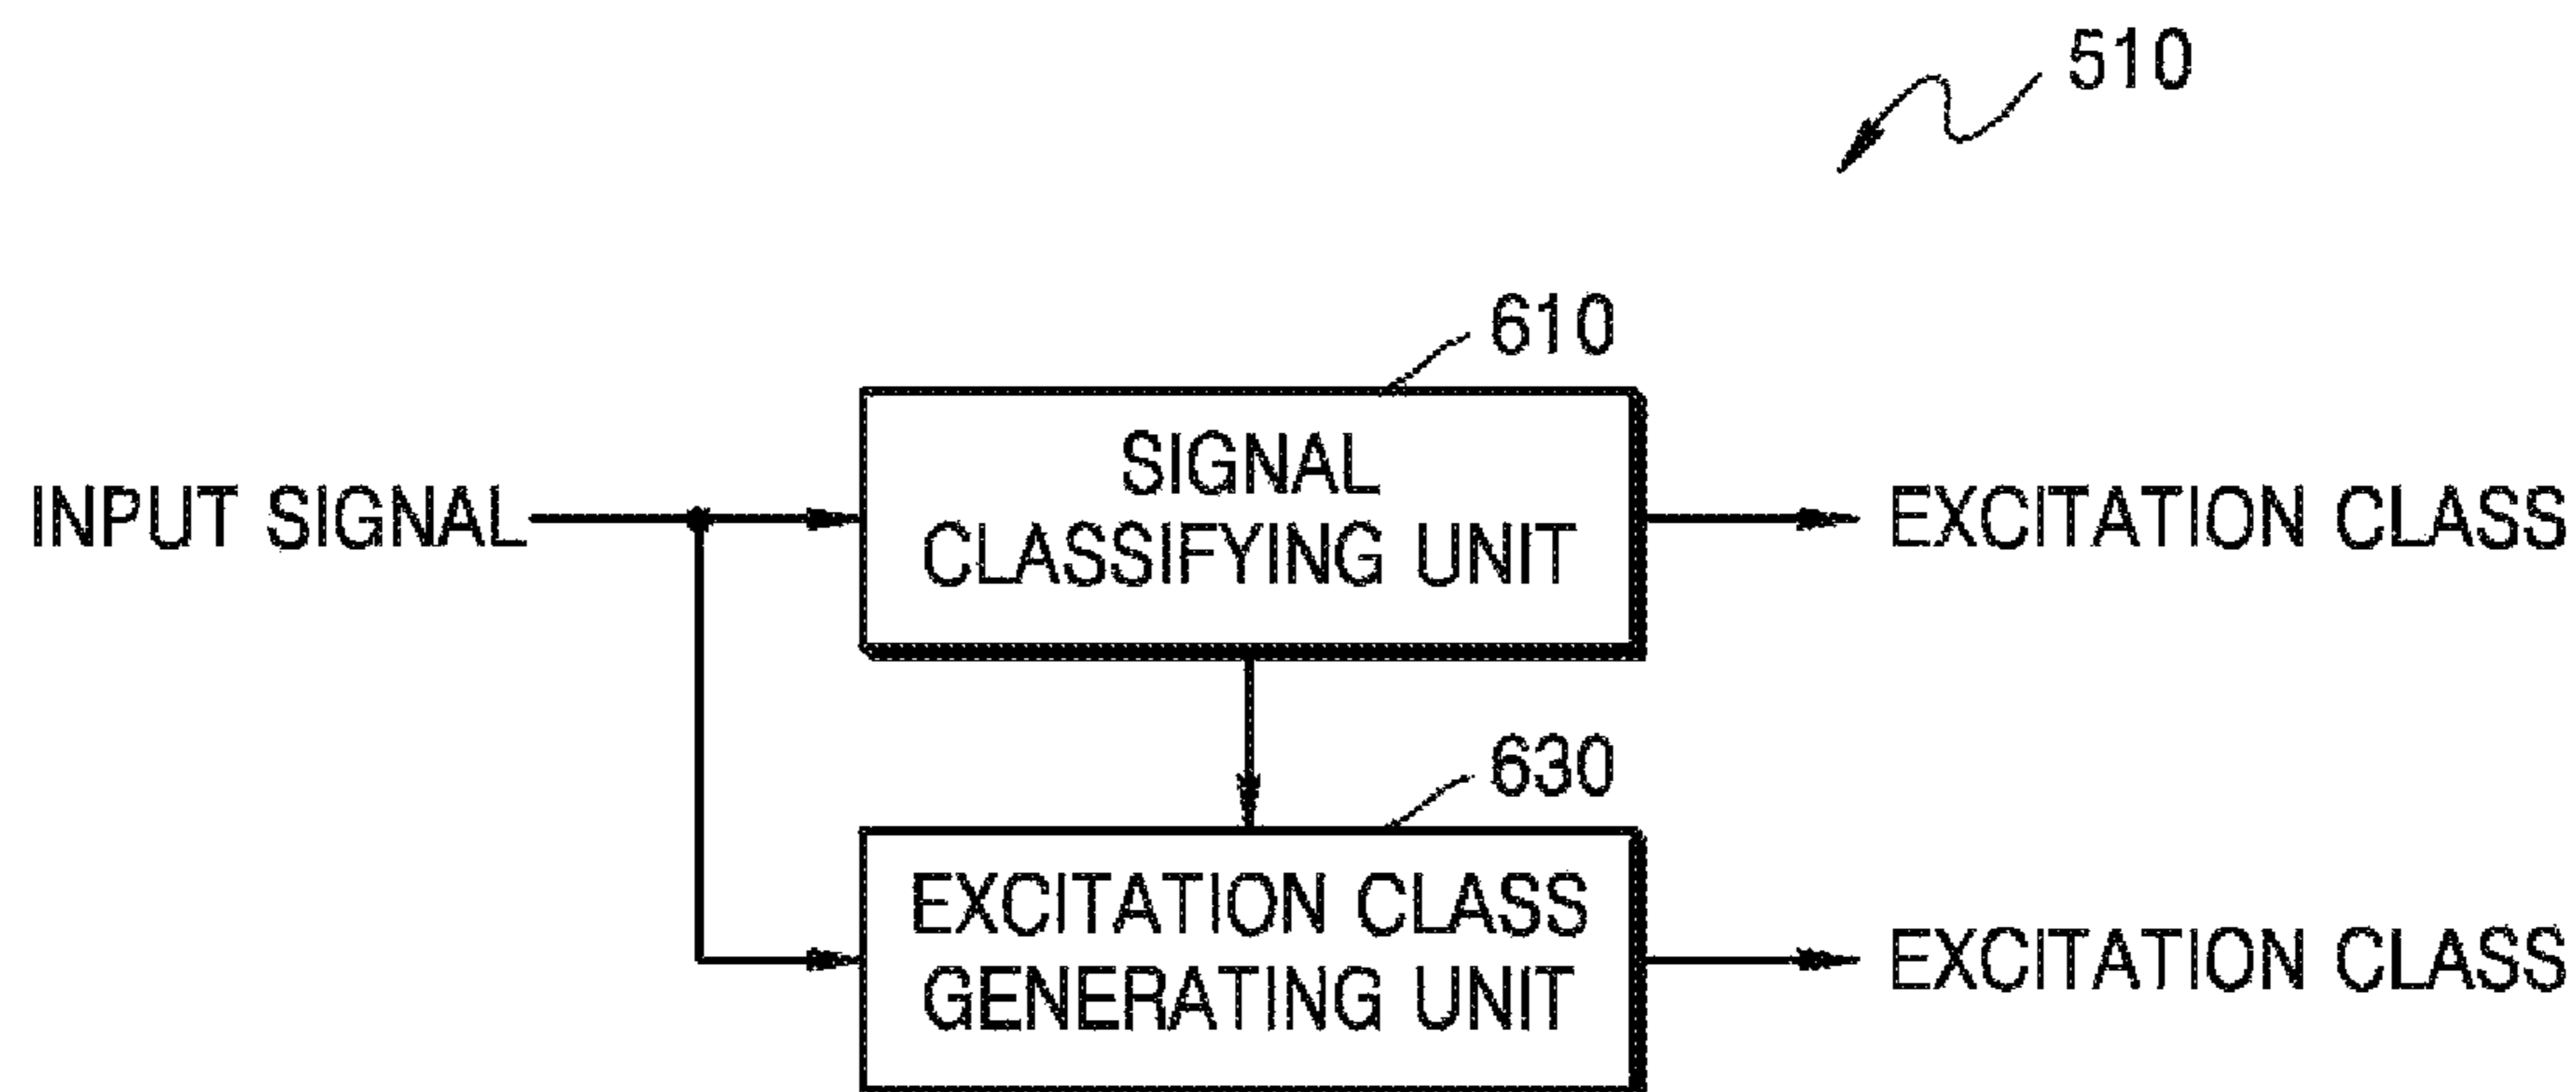 510
610
SIGNAL
CLASSIFYING UNIT
INPUT SIGNAL
EXCITATION CLASS
630
EXCITATION CLASS
GENERATING UNIT
EXCITATION CLASS